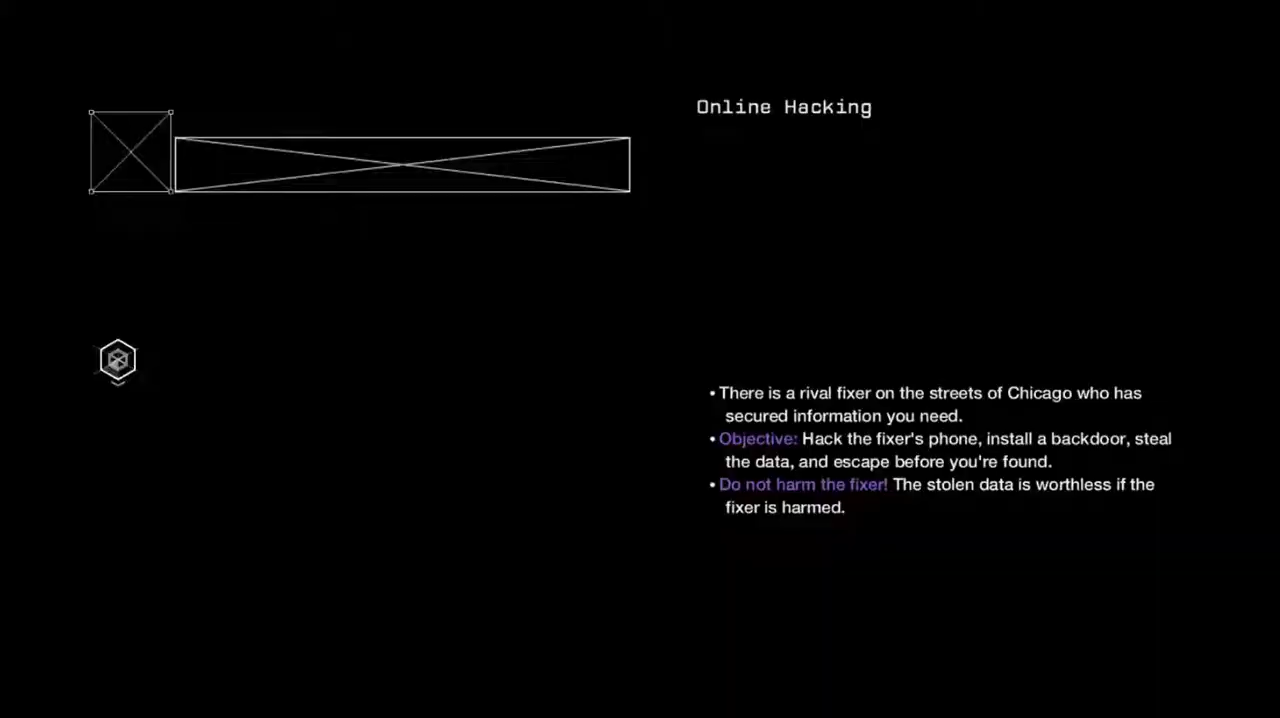 Online Hacking
• There is a rival fixer on the streets of Chicago who has
secured information you need.
• Objective: Hack the fixer's phone, install a backdoor, steal
the data, and escape before you're found.
• Do not harm the fixer! The stolen data is worthless if the
fixer is harmed.